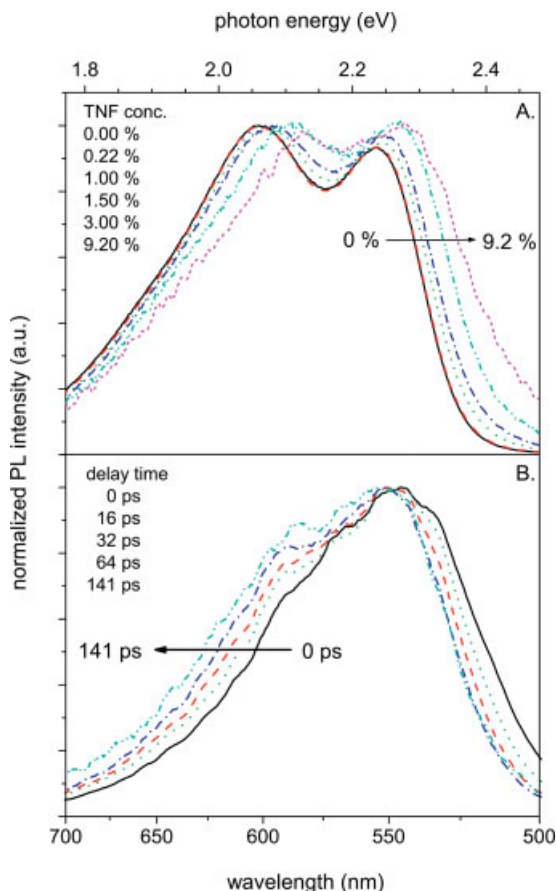 photon energy (eV)
1.8 2.0 2.2 2.4
TNF conc.
0.00 %
0.22 %
1.00 %
1.50 %
3.00 %
9.20 %
A.
0 % 9.2 %
normalized PL intensity (a.u.)
delay time
0 ps
16 ps
32 ps
64 ps
141 ps
B.
141 ps 0 ps
700 650 600 550 500
wavelength (nm)